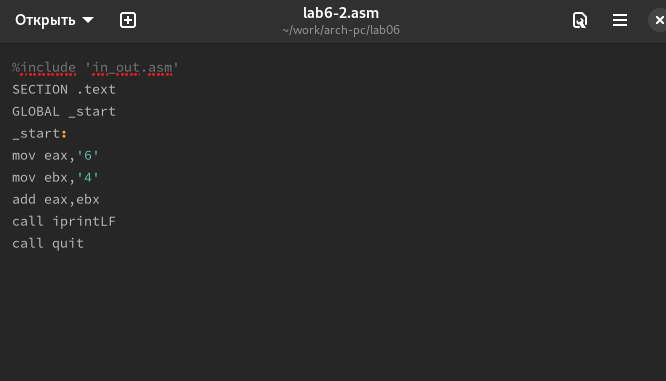 Открыть
lab6-2.asm
~/work/arch-pc/lab06
%include 'in_out.asm'
SECTION .text
GLOBAL _start
_start:
mov eax,'6'
mov ebx,'4'
add eax,ebx
call iprintLF
call quit